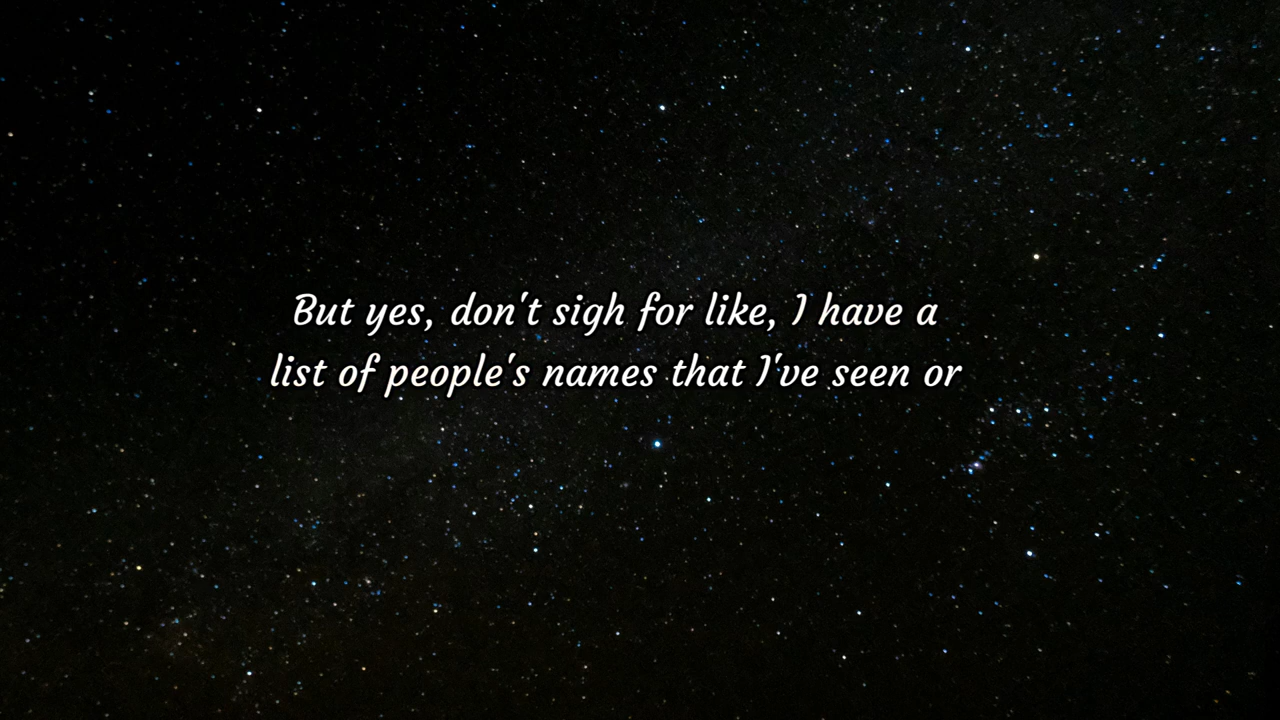 But yes, don't sigh for like, I have a
list of people's names that I've seen or